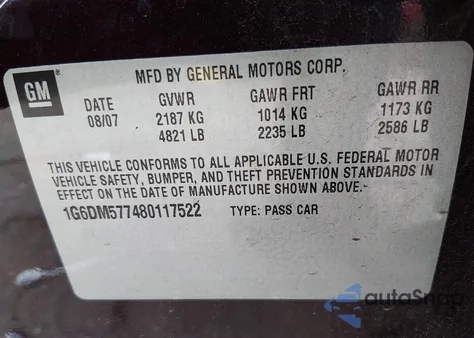 GM
MFD BY GENERAL MOTORS CORP.
DATE GVWR GAWR FRT GAWR RR
08/07 2187 KG 1014 KG 1173 KG
4821 LB 2235 LB 2586 LB
THIS VEHICLE CONFORMS TO ALL APPLICABLE U.S. FEDERAL MOTOR
VEHICLE SAFETY, BUMPER, AND THEFT PREVENTION STANDARDS IN
EFFECT ON THE DATE OF MANUFACTURE SHOWN ABOVE.
1G6DM577480117522 TYPE: PASS CAR
autoSnap